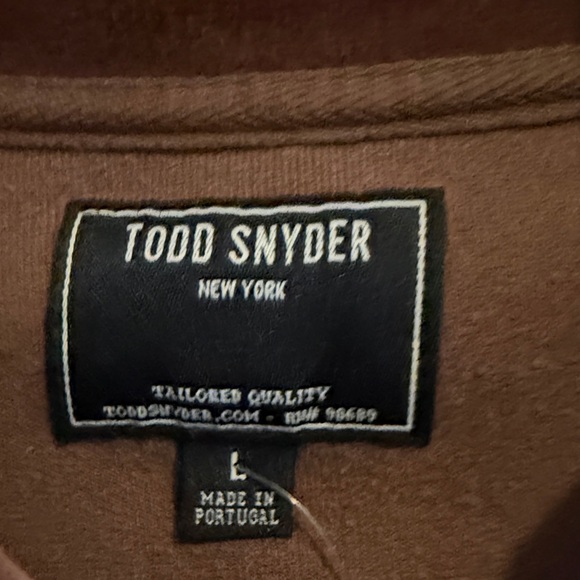 TODD SNYDER
NEW YORK
TAILORED QUALITY
TODDSNYDER.COM - RN# 98689
L
MADE IN
PORTUGAL